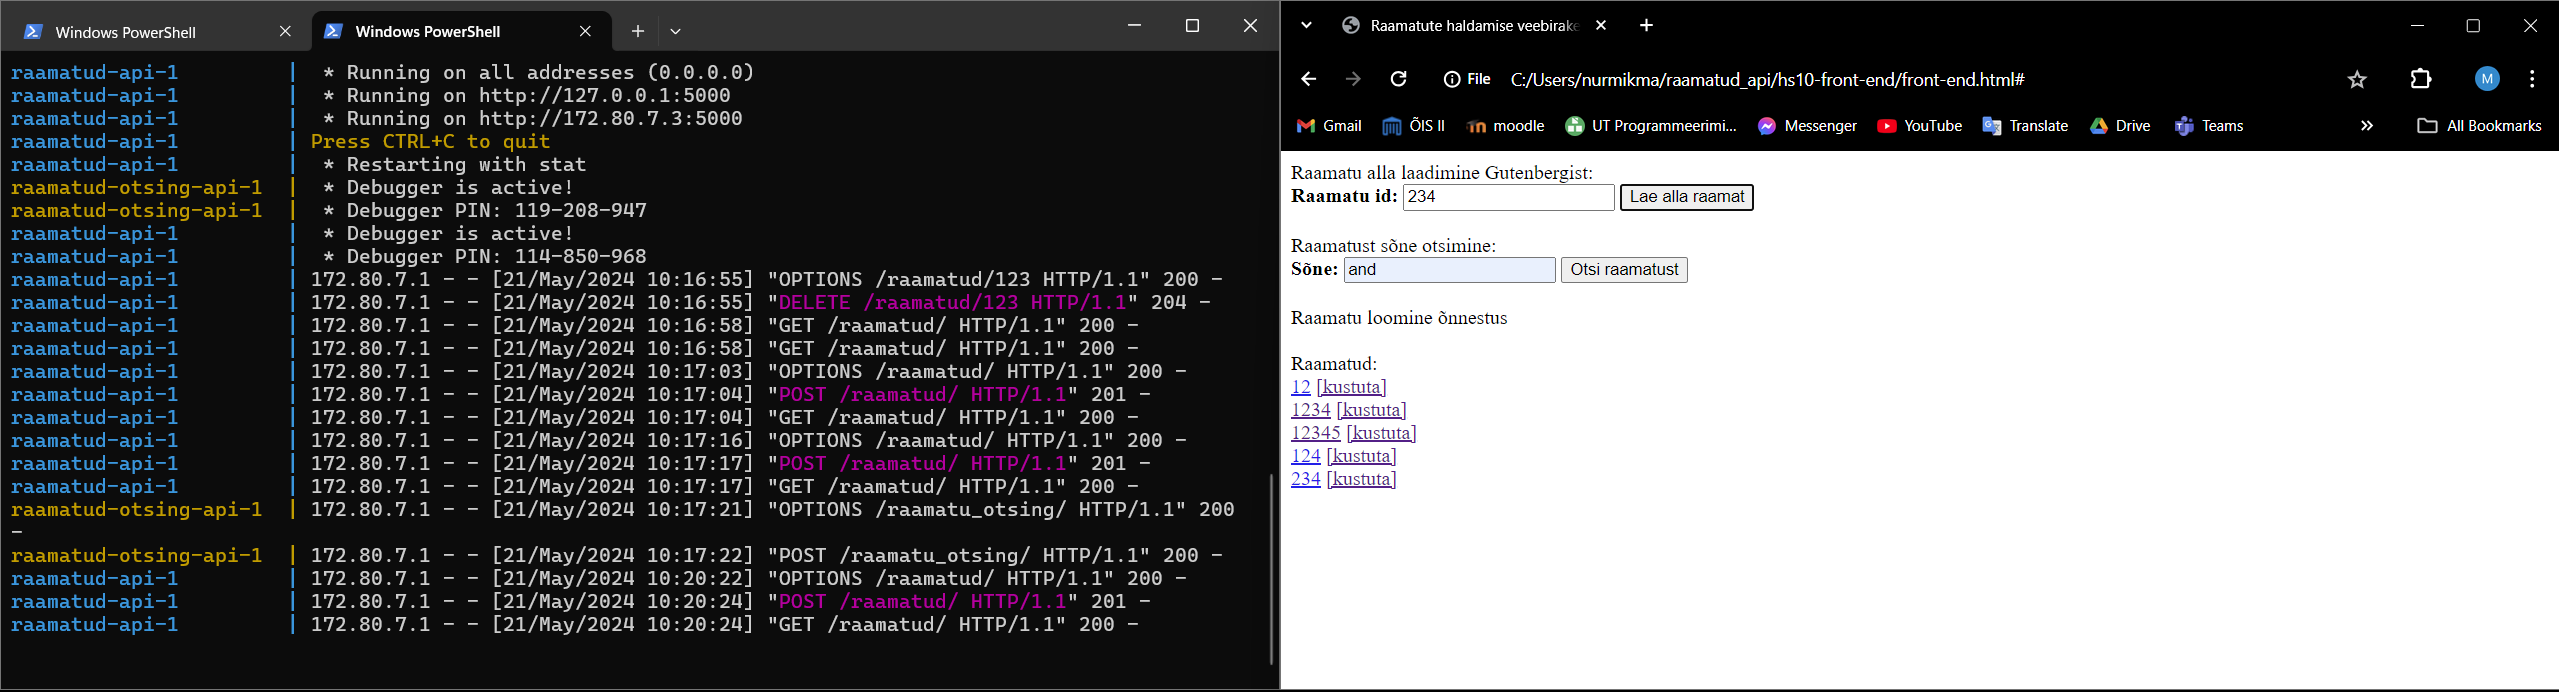 Windows PowerShell
Windows PowerShell
raamatud-api-1 | * Running on all addresses (0.0.0.0)
raamatud-api-1 | * Running on http://127.0.0.1:5000
raamatud-api-1 | * Running on http://172.80.7.3:5000
raamatud-api-1 | Press CTRL+C to quit
raamatud-api-1 | * Restarting with stat
raamatud-otsing-api-1 | * Debugger is active!
raamatud-otsing-api-1 | * Debugger PIN: 119-208-947
raamatud-api-1 | * Debugger is active!
raamatud-api-1 | * Debugger PIN: 114-850-968
raamatud-api-1 | 172.80.7.1 - - [21/May/2024 10:16:55] "OPTIONS /raamatud/123 HTTP/1.1" 200 -
raamatud-api-1 | 172.80.7.1 - - [21/May/2024 10:16:55] "DELETE /raamatud/123 HTTP/1.1" 204 -
raamatud-api-1 | 172.80.7.1 - - [21/May/2024 10:16:58] "GET /raamatud/ HTTP/1.1" 200 -
raamatud-api-1 | 172.80.7.1 - - [21/May/2024 10:16:58] "GET /raamatud/ HTTP/1.1" 200 -
raamatud-api-1 | 172.80.7.1 - - [21/May/2024 10:17:03] "OPTIONS /raamatud/ HTTP/1.1" 200 -
raamatud-api-1 | 172.80.7.1 - - [21/May/2024 10:17:04] "POST /raamatud/ HTTP/1.1" 201 -
raamatud-api-1 | 172.80.7.1 - - [21/May/2024 10:17:04] "GET /raamatud/ HTTP/1.1" 200 -
raamatud-api-1 | 172.80.7.1 - - [21/May/2024 10:17:16] "OPTIONS /raamatud/ HTTP/1.1" 200 -
raamatud-api-1 | 172.80.7.1 - - [21/May/2024 10:17:17] "POST /raamatud/ HTTP/1.1" 201 -
raamatud-api-1 | 172.80.7.1 - - [21/May/2024 10:17:17] "GET /raamatud/ HTTP/1.1" 200 -
raamatud-otsing-api-1 | 172.80.7.1 - - [21/May/2024 10:17:21] "OPTIONS /raamatu_otsing/ HTTP/1.1" 200
-
raamatud-otsing-api-1 | 172.80.7.1 - - [21/May/2024 10:17:22] "POST /raamatu_otsing/ HTTP/1.1" 200 -
raamatud-api-1 | 172.80.7.1 - - [21/May/2024 10:20:22] "OPTIONS /raamatud/ HTTP/1.1" 200 -
raamatud-api-1 | 172.80.7.1 - - [21/May/2024 10:20:24] "POST /raamatud/ HTTP/1.1" 201 -
raamatud-api-1 | 172.80.7.1 - - [21/May/2024 10:20:24] "GET /raamatud/ HTTP/1.1" 200 -
Raamatute haldamise veebirake
File C:/Users/nurmikma/raamatud_api/hs10-front-end/front-end.html# M
Gmail ÕIS II moodle UT Programmeerimi... Messenger YouTube Translate Drive Teams » All Bookmarks
Raamatu alla laadimine Gutenbergist:
Raamatu id: 234 Lae alla raamat
Raamatust sõne otsimine:
Sõne: and Otsi raamatust
Raamatu loomine õnnestus
Raamatud:
12 [kustuta]
1234 [kustuta]
12345 [kustuta]
124 [kustuta]
234 [kustuta]